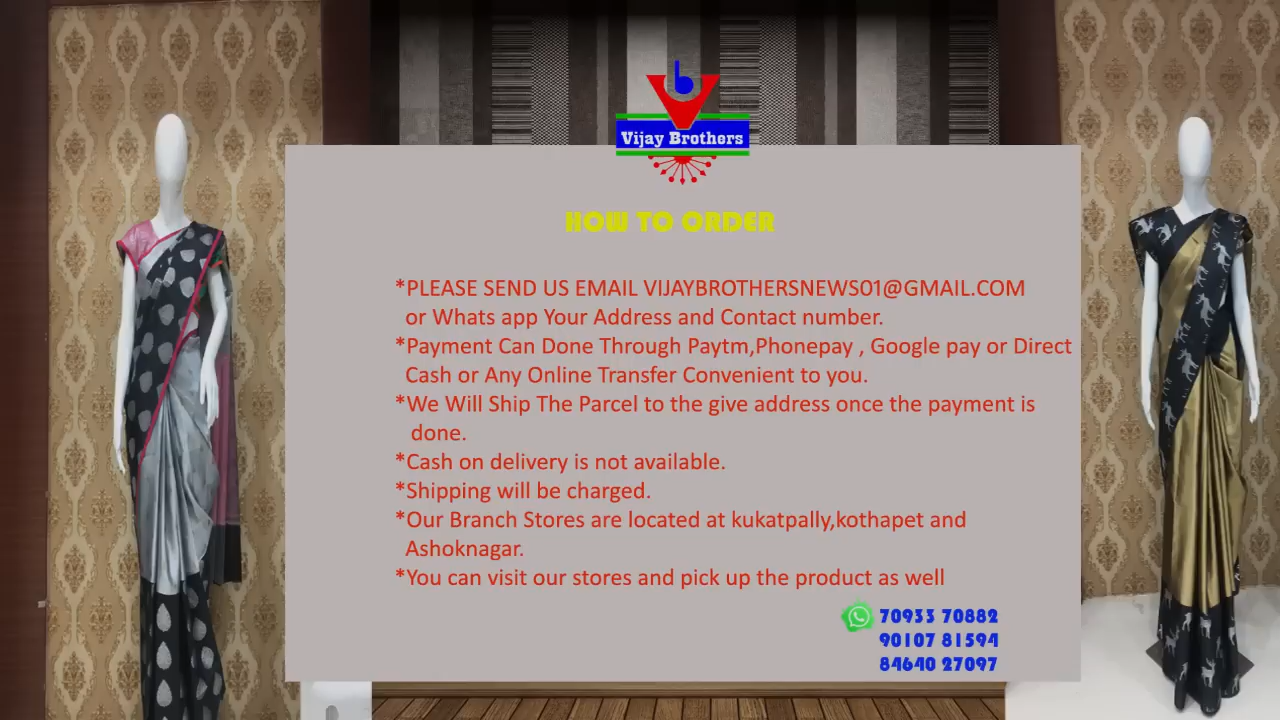 b
Vijay Brothers
HOW TO ORDER
*PLEASE SEND US EMAIL VIJAYBROTHERSNEWS01@GMAIL.COM
or Whats app Your Address and Contact number.
*Payment Can Done Through Paytm,Phonepay , Google pay or Direct
Cash or Any Online Transfer Convenient to you.
*We Will Ship The Parcel to the give address once the payment is
done.
*Cash on delivery is not available.
*Shipping will be charged.
*Our Branch Stores are located at kukatpally,kothapet and
Ashoknagar.
*You can visit our stores and pick up the product as well
70933 70882
90107 81594
84640 27097